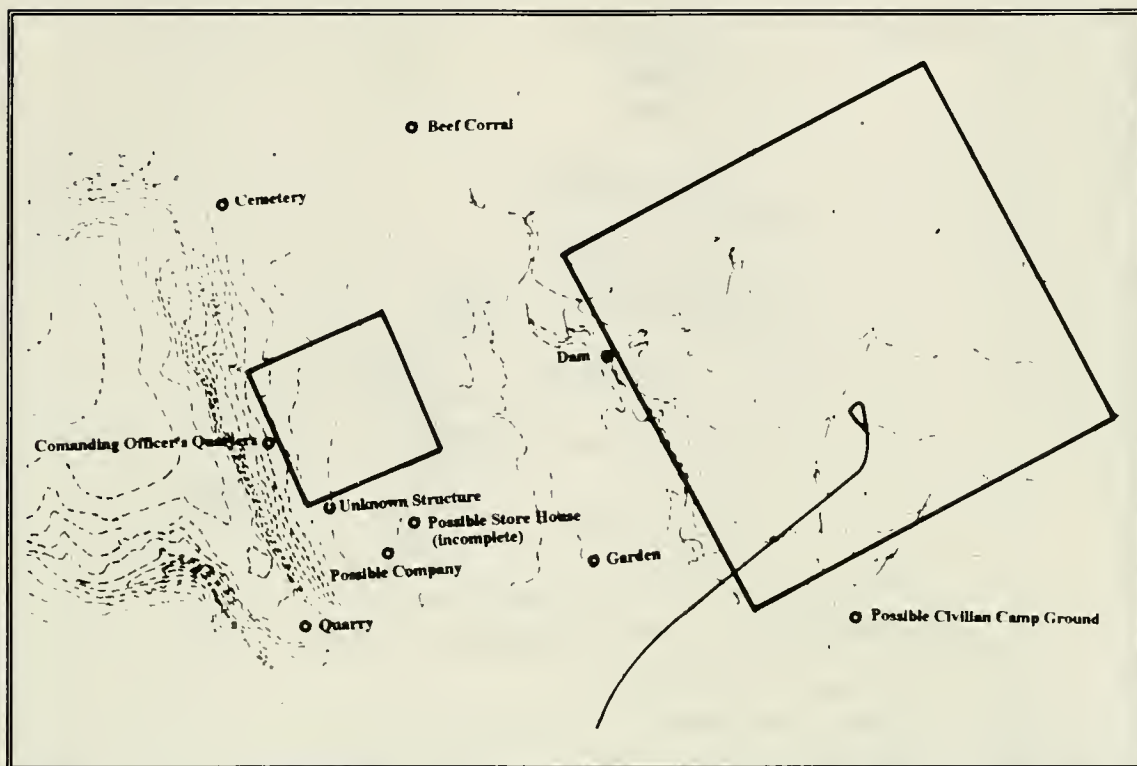 Beef Corral
Cemetery
Dam
Comanding Officer's Quarters
Unknown Structure
Possible Store House
(incomplete)
Possible Company
Garden
Quarry
Possible Civilian Camp Ground